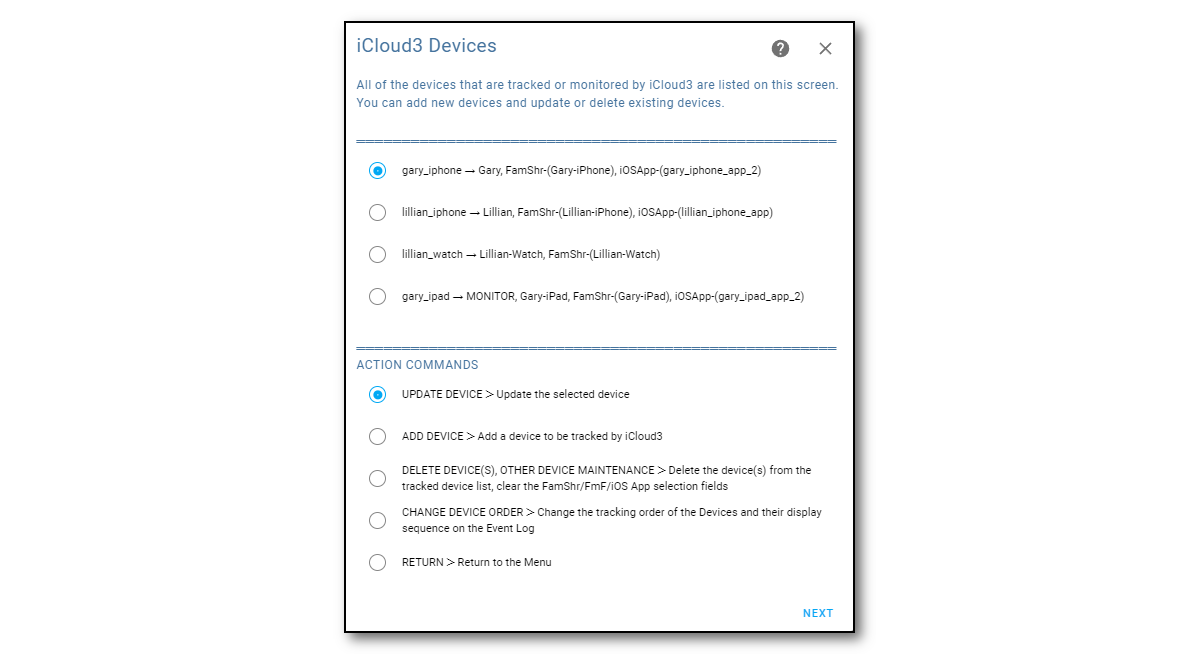 iCloud3 Devices
All of the devices that are tracked or monitored by iCloud3 are listed on this screen.
You can add new devices and update or delete existing devices.
gary_iphone → Gary, FamShr-(Gary-iPhone), iOSApp-(gary_iphone_app_2)
lillian_iphone → Lillian, FamShr-(Lillian-iPhone), iOSApp-(lillian_iphone_app)
lillian_watch → Lillian-Watch, FamShr-(Lillian-Watch)
gary_ipad → MONITOR, Gary-iPad, FamShr-(Gary-iPad), iOSApp-(gary_ipad_app_2)
ACTION COMMANDS
UPDATE DEVICE > Update the selected device
ADD DEVICE > Add a device to be tracked by iCloud3
DELETE DEVICE(S), OTHER DEVICE MAINTENANCE > Delete the device(s) from the
tracked device list, clear the FamShr/FmF/iOS App selection fields
CHANGE DEVICE ORDER > Change the tracking order of the Devices and their display
sequence on the Event Log
RETURN > Return to the Menu
NEXT